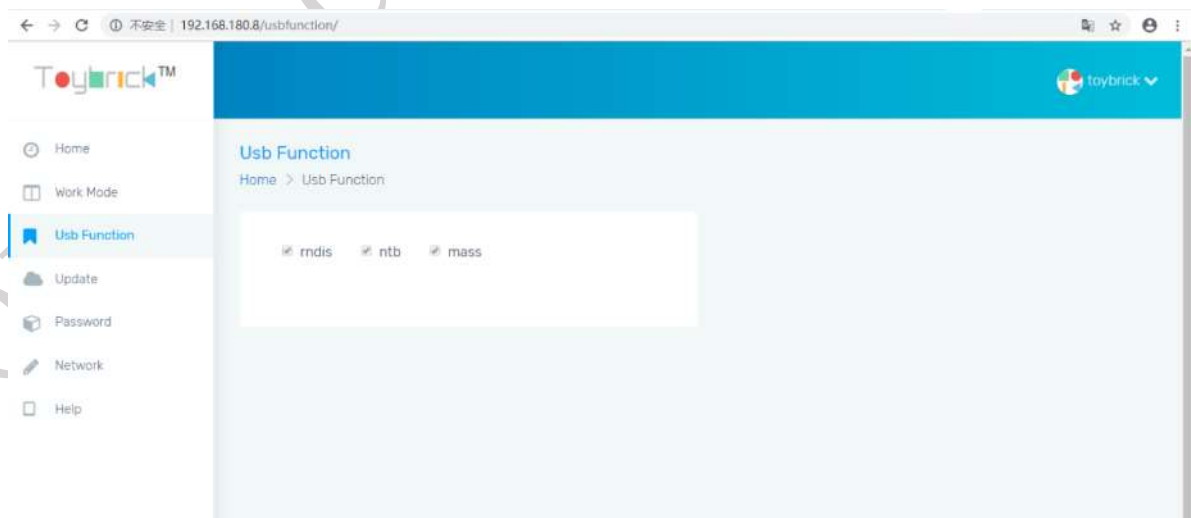 不安全 | 192.168.180.8/usbfunction/
Toybrick™
toybrick
Home
Work Mode
Usb Function
Update
Password
Network
Help
Usb Function
Home > Usb Function
rndis ntb mass